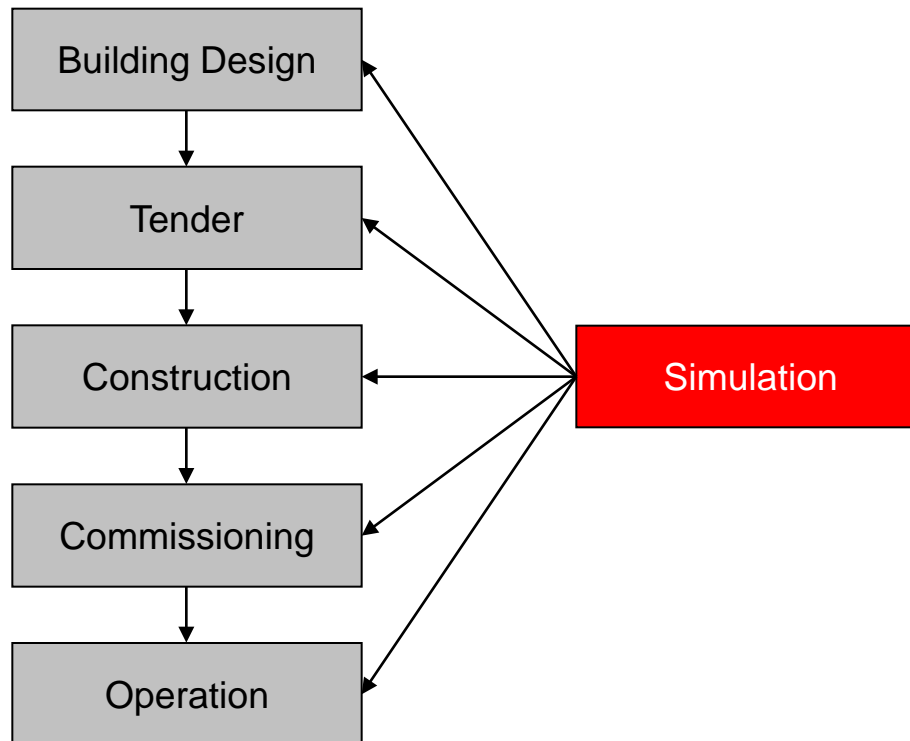 Building Design
Tender
Construction
Simulation
Commissioning
Operation